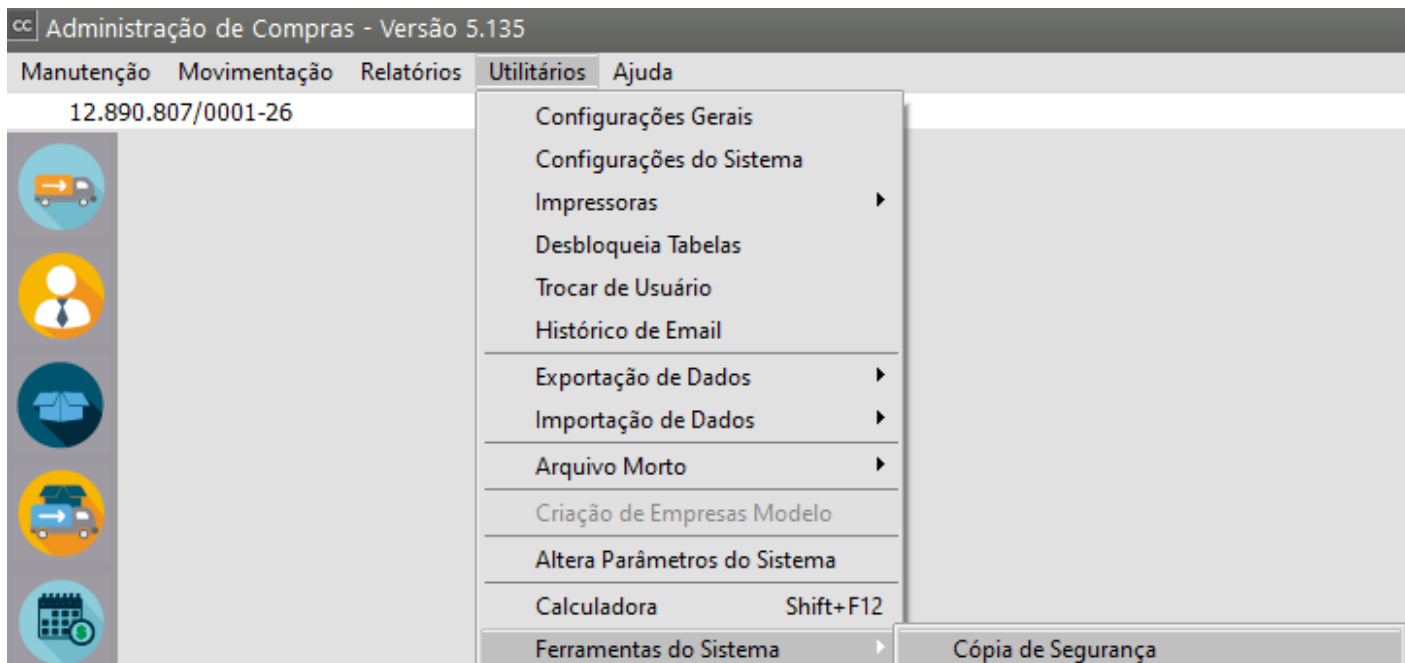 cc Administração de Compras - Versão 5.135
Manutenção Movimentação Relatórios Utilitários Ajuda
12.890.807/0001-26
Configurações Gerais
Configurações do Sistema
Impressoras
Desbloqueia Tabelas
Trocar de Usuário
Histórico de Email
Exportação de Dados
Importação de Dados
Arquivo Morto
Criação de Empresas Modelo
Altera Parâmetros do Sistema
Calculadora Shift+F12
Ferramentas do Sistema Cópia de Segurança